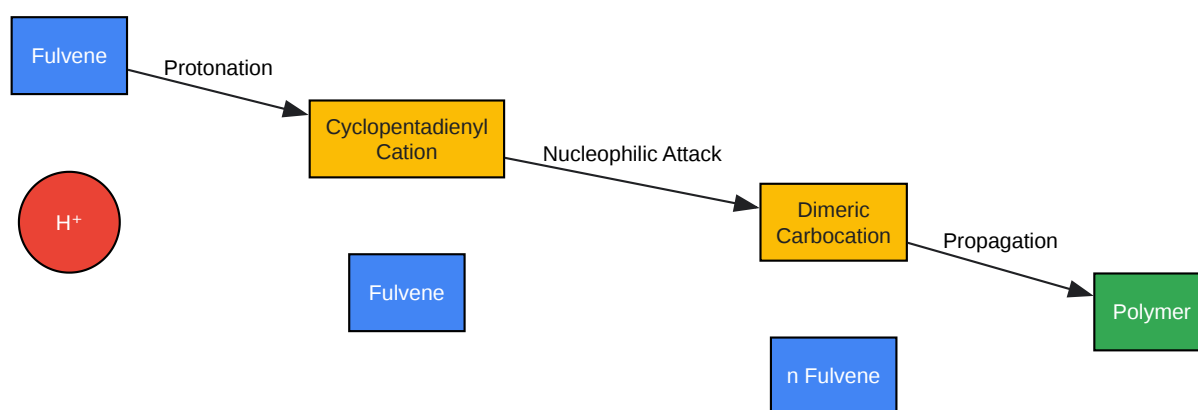 Fulvene
Protonation
Cyclopentadienyl
Cation
Nucleophilic Attack
Dimeric
Carbocation
Propagation
Polymer
H⁺
Fulvene
n Fulvene